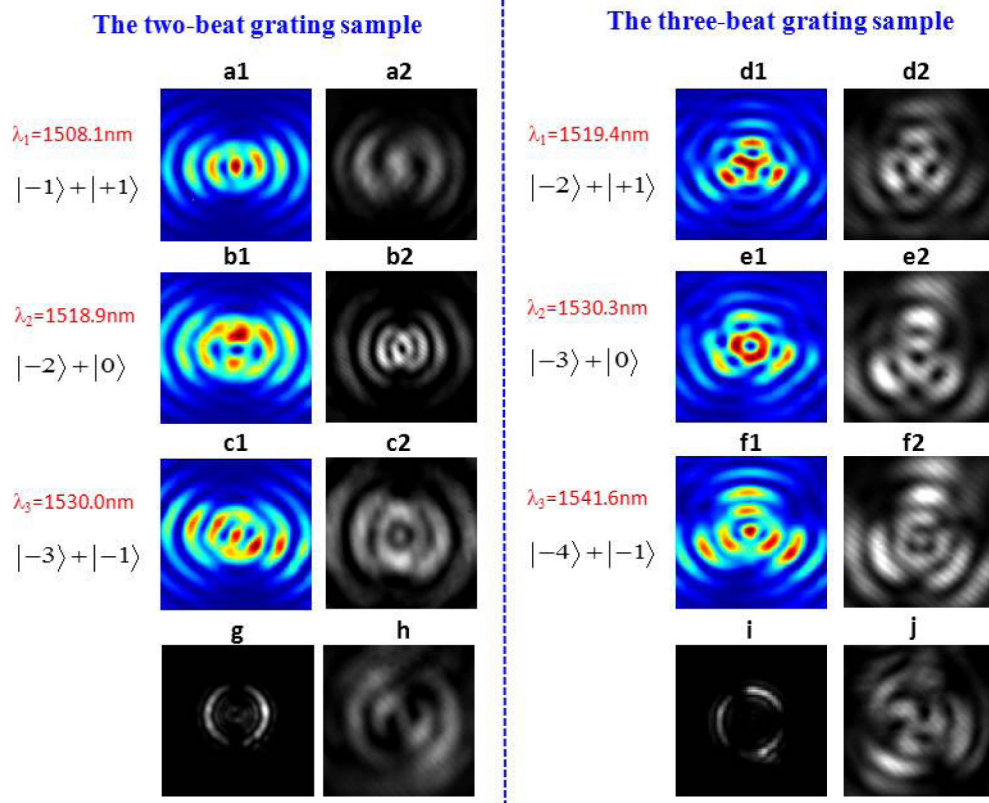 The two-beat grating sample
The three-beat grating sample
a1
a2
d1
d2
λ₁=1508.1nm
|−1⟩+|+1⟩
λ₁=1519.4nm
|−2⟩+|+1⟩
b1
b2
e1
e2
λ₂=1518.9nm
|−2⟩+|0⟩
λ₂=1530.3nm
|−3⟩+|0⟩
c1
c2
f1
f2
λ₃=1530.0nm
|−3⟩+|−1⟩
λ₃=1541.6nm
|−4⟩+|−1⟩
g
h
i
j